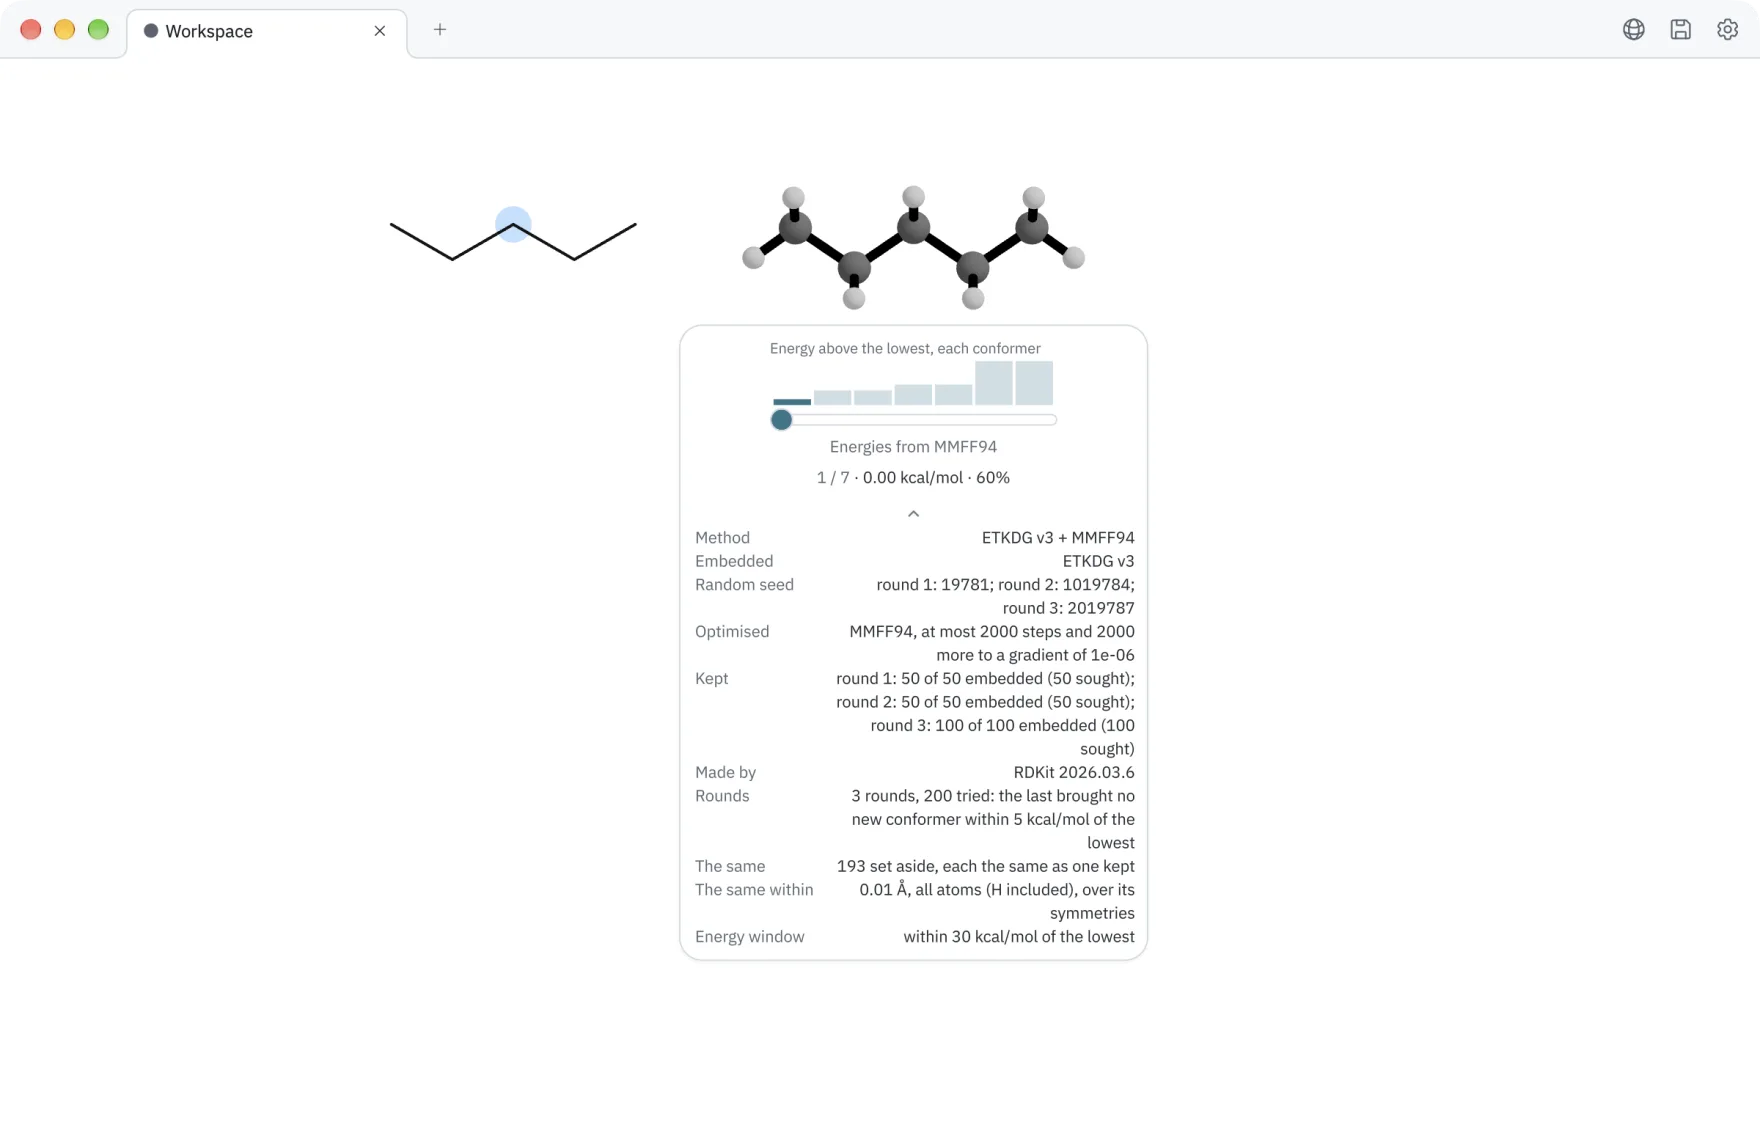 Workspace
Energy above the lowest, each conformer
Energies from MMFF94
1 / 7 · 0.00 kcal/mol · 60%
Method ETKDG v3 + MMFF94
Embedded ETKDG v3
Random seed round 1: 19781; round 2: 1019784;
round 3: 2019787
Optimised MMFF94, at most 2000 steps and 2000
more to a gradient of 1e-06
Kept round 1: 50 of 50 embedded (50 sought);
round 2: 50 of 50 embedded (50 sought);
round 3: 100 of 100 embedded (100
sought)
Made by RDKit 2026.03.6
Rounds 3 rounds, 200 tried: the last brought no
new conformer within 5 kcal/mol of the
lowest
The same 193 set aside, each the same as one kept
The same within 0.01 Å, all atoms (H included), over its
symmetries
Energy window within 30 kcal/mol of the lowest